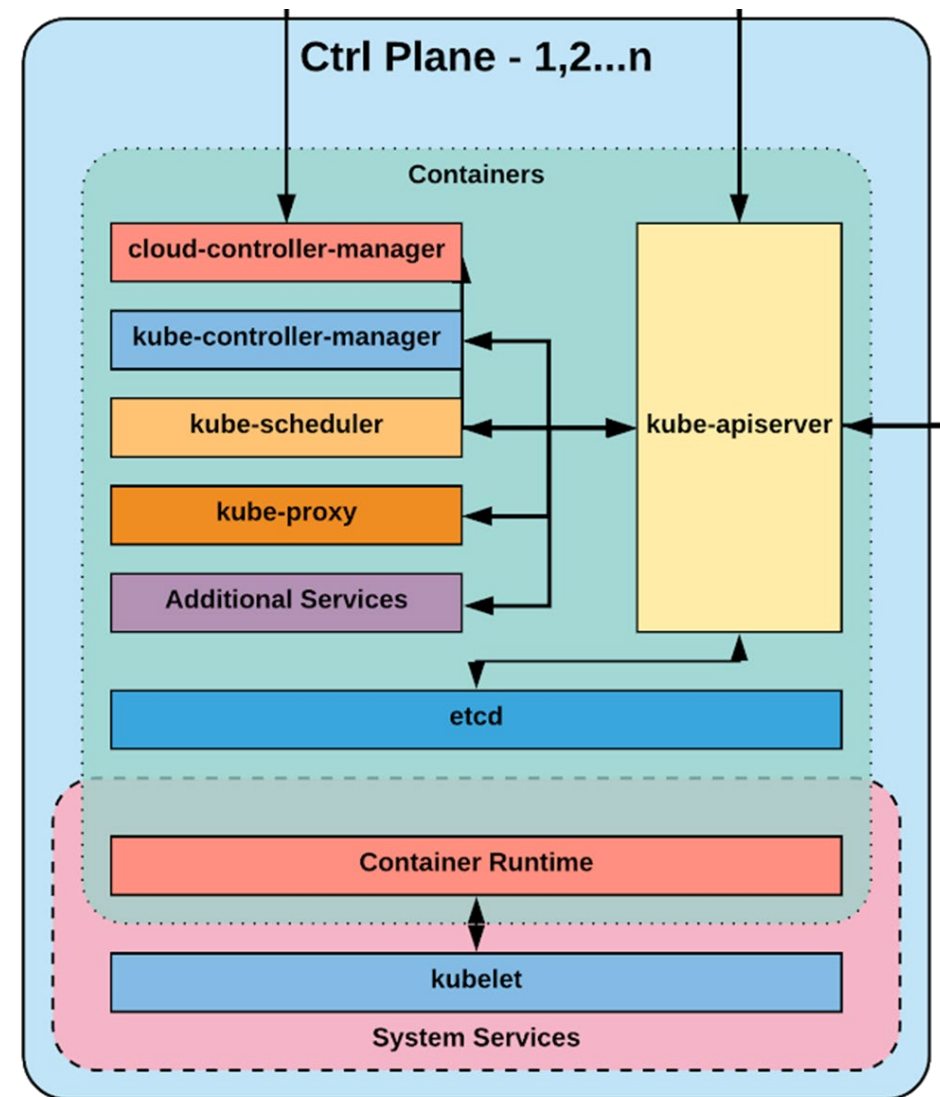 Ctrl Plane - 1,2...n
Containers
cloud-controller-manager
kube-controller-manager
kube-scheduler
kube-apiserver
kube-proxy
Additional Services
etcd
Container Runtime
kubelet
System Services